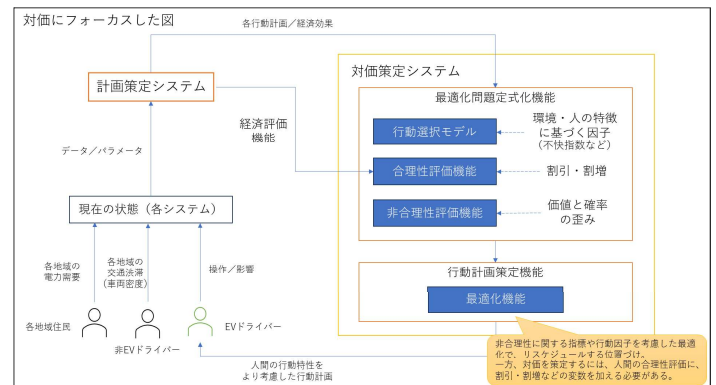 対価にフォーカスした図
各行動計画／経済効果
計画策定システム
対価策定システム
最適化問題定式化機能
経済評価
機能
行動選択モデル
環境・人の特徴
に基づく因子
（不快指数など）
データ／パラメータ
合理性評価機能
割引・割増
現在の状態（各システム）
非合理性評価機能
価値と確率
の歪み
各地域の
電力需要
各地域の
交通渋滞
（車両密度）
操作／影響
行動計画策定機能
最適化機能
各地域住民
非EVドライバー
EVドライバー
人間の行動特性を
より考慮した行動計画
非合理性に関する指標や行動因子を考慮した最適
化で、リスケジュールする位置づけ。
一方、対価を策定するには、人間の合理性評価に、
割引・割増などの変数を加える必要がある。